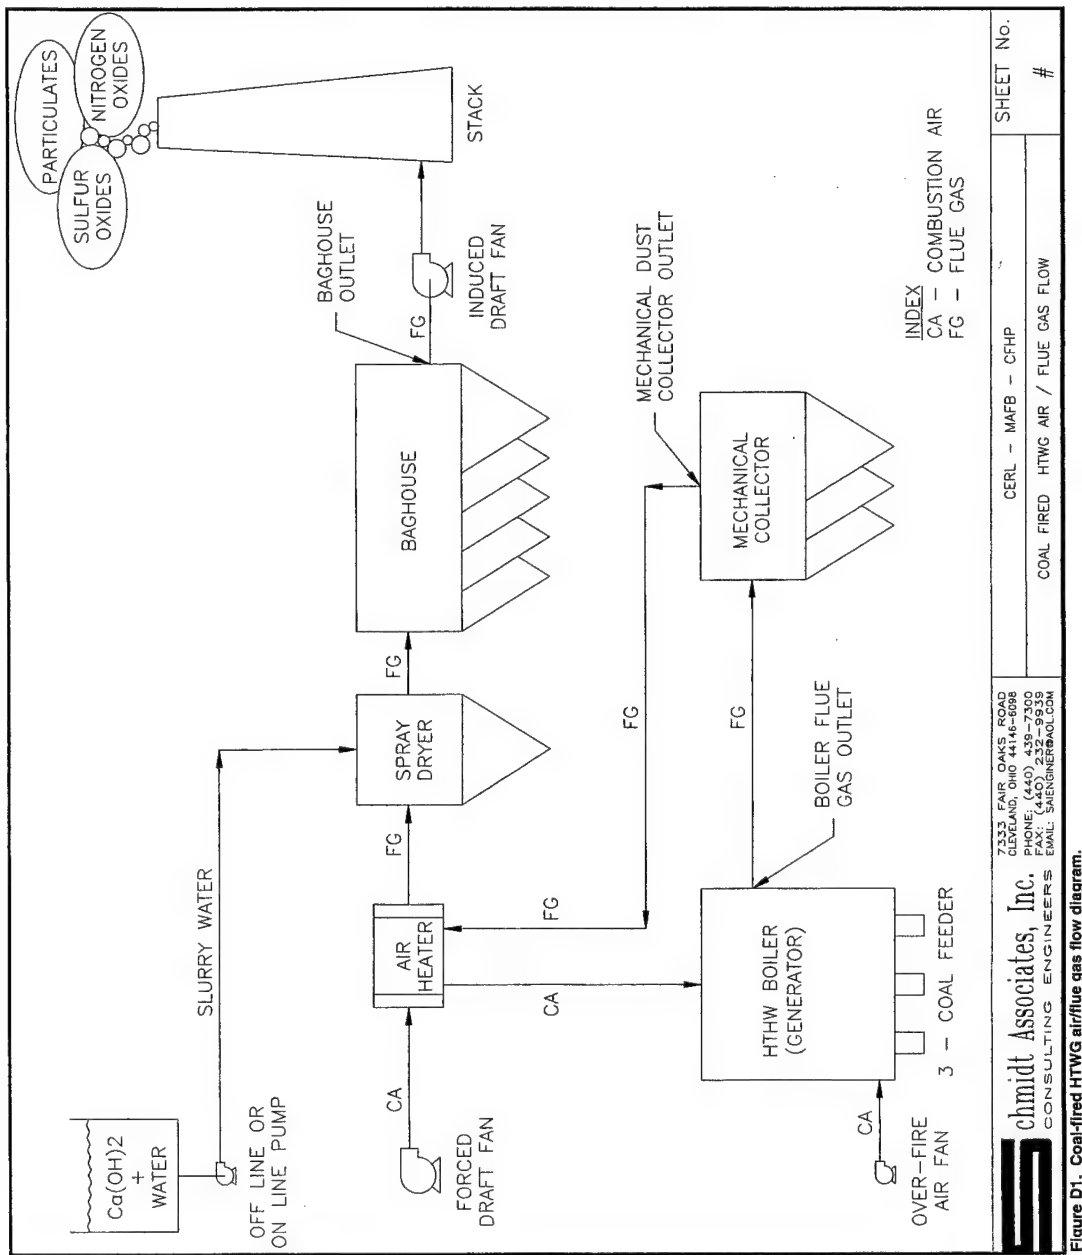 PARTICULATES
NITROGEN
OXIDES
SULFUR
OXIDES
STACK
Ca(OH)2
+
WATER
SLURRY WATER
OFF LINE OR
ON LINE PUMP
BAGHOUSE
OUTLET
INDUCED
DRAFT FAN
FG
BAGHOUSE
FG
SPRAY
DRYER
FG
AIR
HEATER
CA
FORCED
DRAFT FAN
FG
CA
FG
MECHANICAL DUST
COLLECTOR OUTLET
MECHANICAL
COLLECTOR
FG
BOILER FLUE
GAS OUTLET
HTHW BOILER
(GENERATOR)
3 - COAL FEEDER
CA
OVER-FIRE
AIR FAN
INDEX
CA - COMBUSTION AIR
FG - FLUE GAS
chmidt Associates, Inc.
CONSULTING ENGINEERS
7333 FAIR OAKS ROAD
CLEVELAND, OHIO 44146-6098
PHONE: (440) 439-7300
FAX: (440) 232-9939
EMAIL: SAIENGINER@AOL.COM
CERL - MAFB - CFHP
COAL FIRED HTWG AIR / FLUE GAS FLOW
SHEET No.
#
Figure D1. Coal-fired HTWG air/flue gas flow diagram.